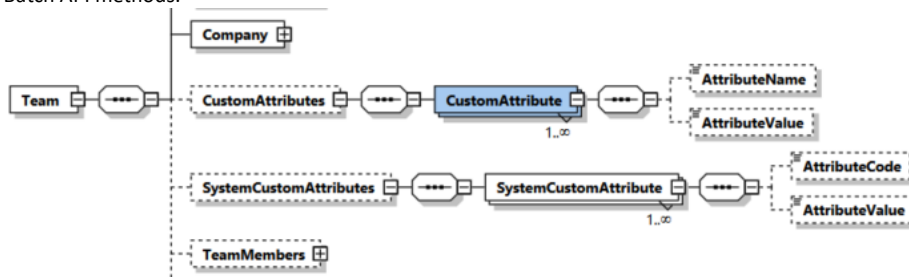 Batch API methods.
Company
Team
CustomAttributes
CustomAttribute
1..∞
AttributeName
AttributeValue
SystemCustomAttributes
SystemCustomAttribute
1..∞
AttributeCode
AttributeValue
TeamMembers